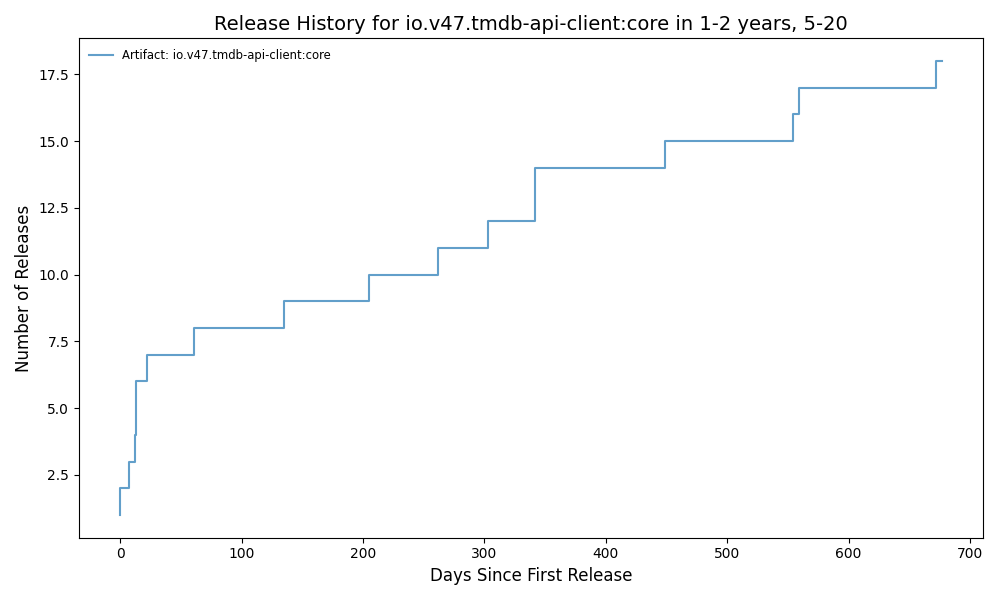 Release History for io.v47.tmdb-api-client:core in 1-2 years, 5-20
Artifact: io.v47.tmdb-api-client:core
17.5
15.0
12.5
10.0
7.5
5.0
2.5
Number of Releases
0 100 200 300 400 500 600 700
Days Since First Release